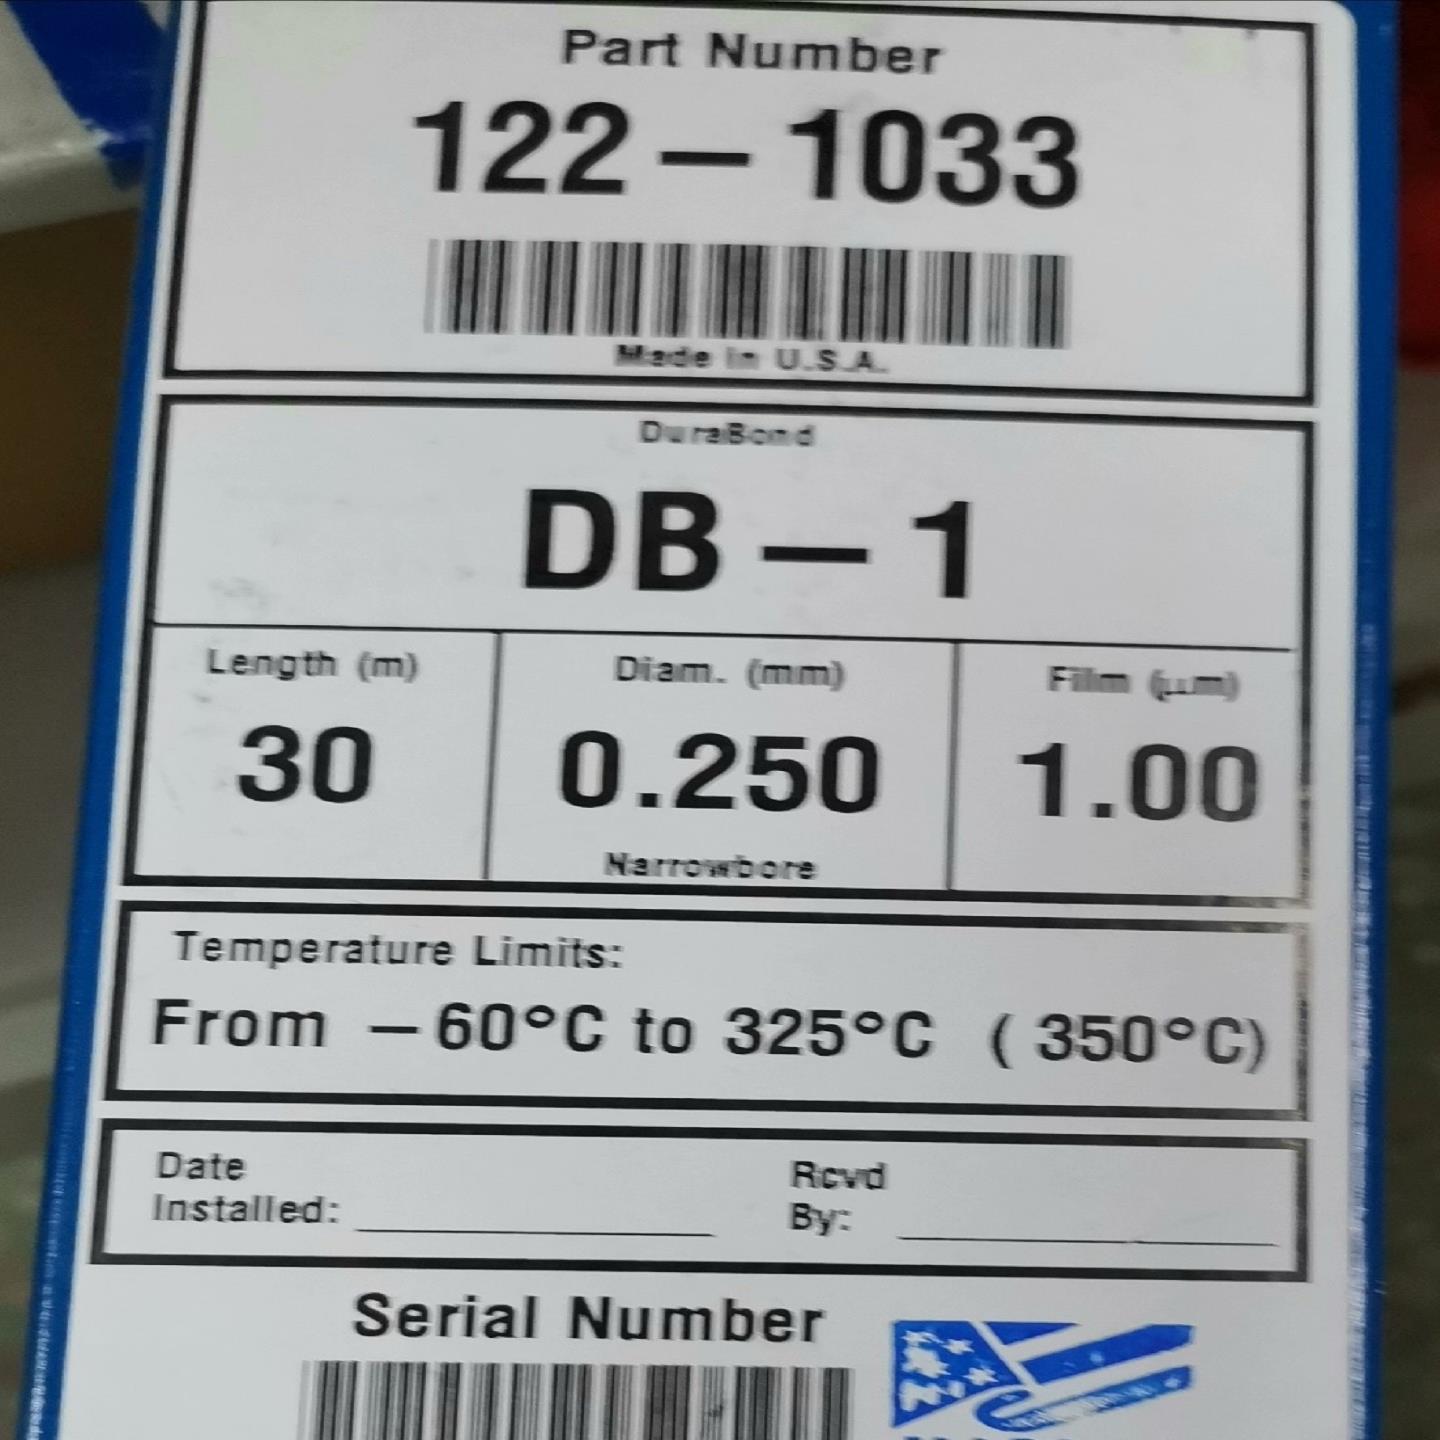 Part Number
122-1033
Made in U.S.A.
DuraBond
DB-1
Length (m)
Diam. (mm)
Film (μm)
30
0.250
1.00
Narrowbore
Temperature Limits:
From -60°C to 325°C (350°C)
Date
Installed:
Rcvd
By:
Serial Number